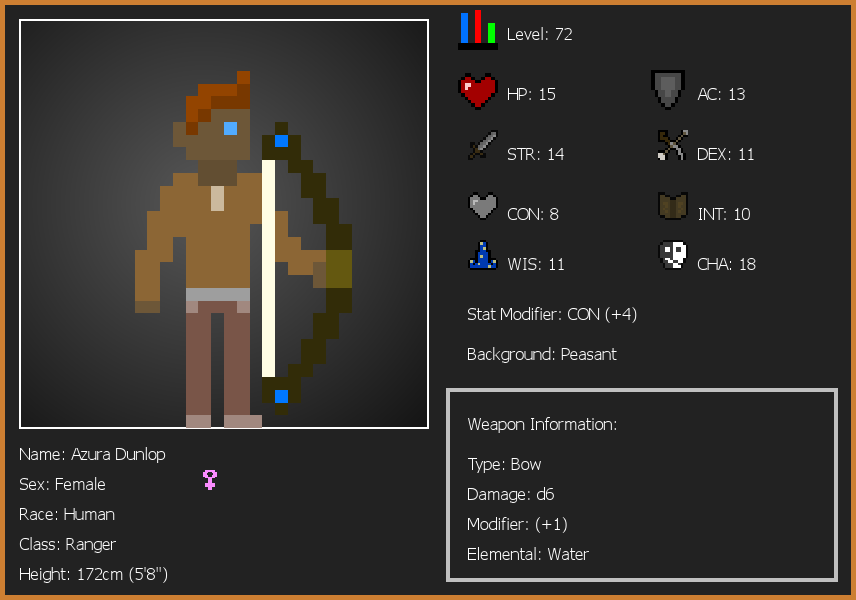 Level: 72
HP: 15
AC: 13
STR: 14
DEX: 11
CON: 8
INT: 10
WIS: 11
CHA: 18
Stat Modifier: CON (+4)
Background: Peasant
Weapon Information:
Type: Bow
Damage: d6
Modifier: (+1)
Elemental: Water
Name: Azura Dunlop
Sex: Female
Race: Human
Class: Ranger
Height: 172cm (5'8")